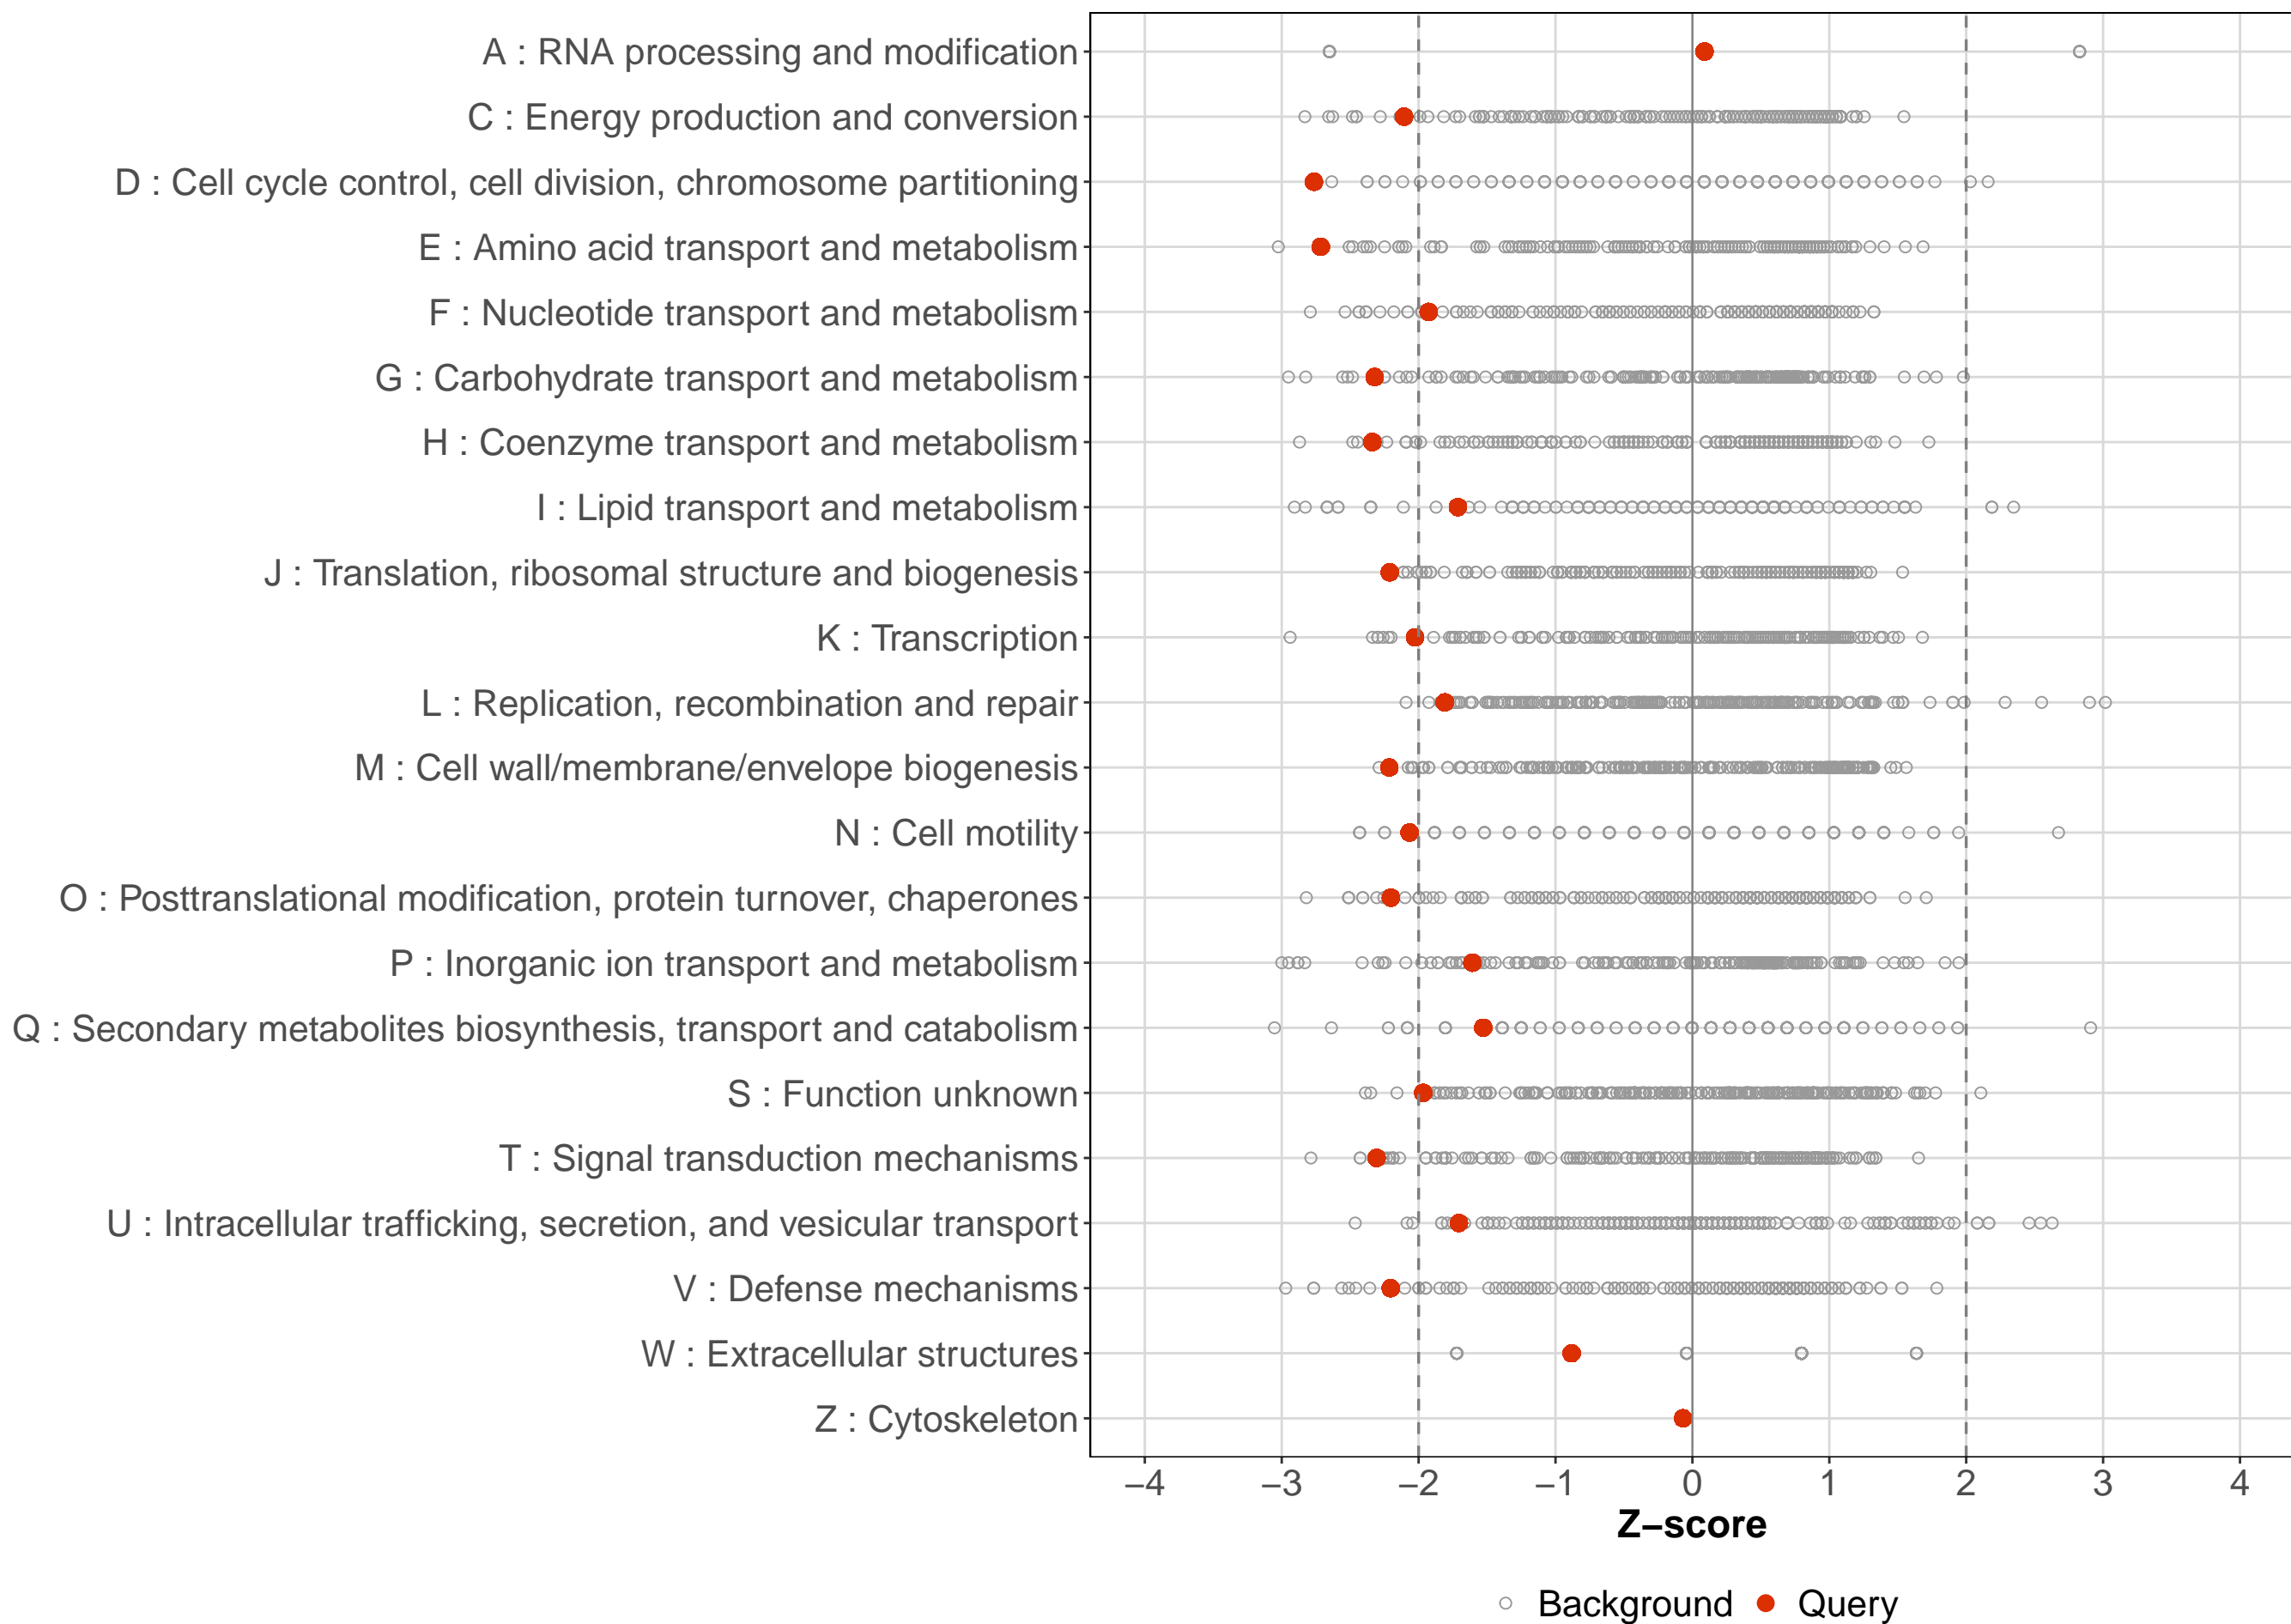 A : RNA processing and modification
C : Energy production and conversion
D : Cell cycle control, cell division, chromosome partitioning
E : Amino acid transport and metabolism
F : Nucleotide transport and metabolism
G : Carbohydrate transport and metabolism
H : Coenzyme transport and metabolism
I : Lipid transport and metabolism
J : Translation, ribosomal structure and biogenesis
K : Transcription
L : Replication, recombination and repair
M : Cell wall/membrane/envelope biogenesis
N : Cell motility
O : Posttranslational modification, protein turnover, chaperones
P : Inorganic ion transport and metabolism
Q : Secondary metabolites biosynthesis, transport and catabolism
S : Function unknown
T : Signal transduction mechanisms
U : Intracellular trafficking, secretion, and vesicular transport
V : Defense mechanisms
W : Extracellular structures
Z : Cytoskeleton
−4 −3 −2 −1 0 1 2 3 4
Z−score
Background Query